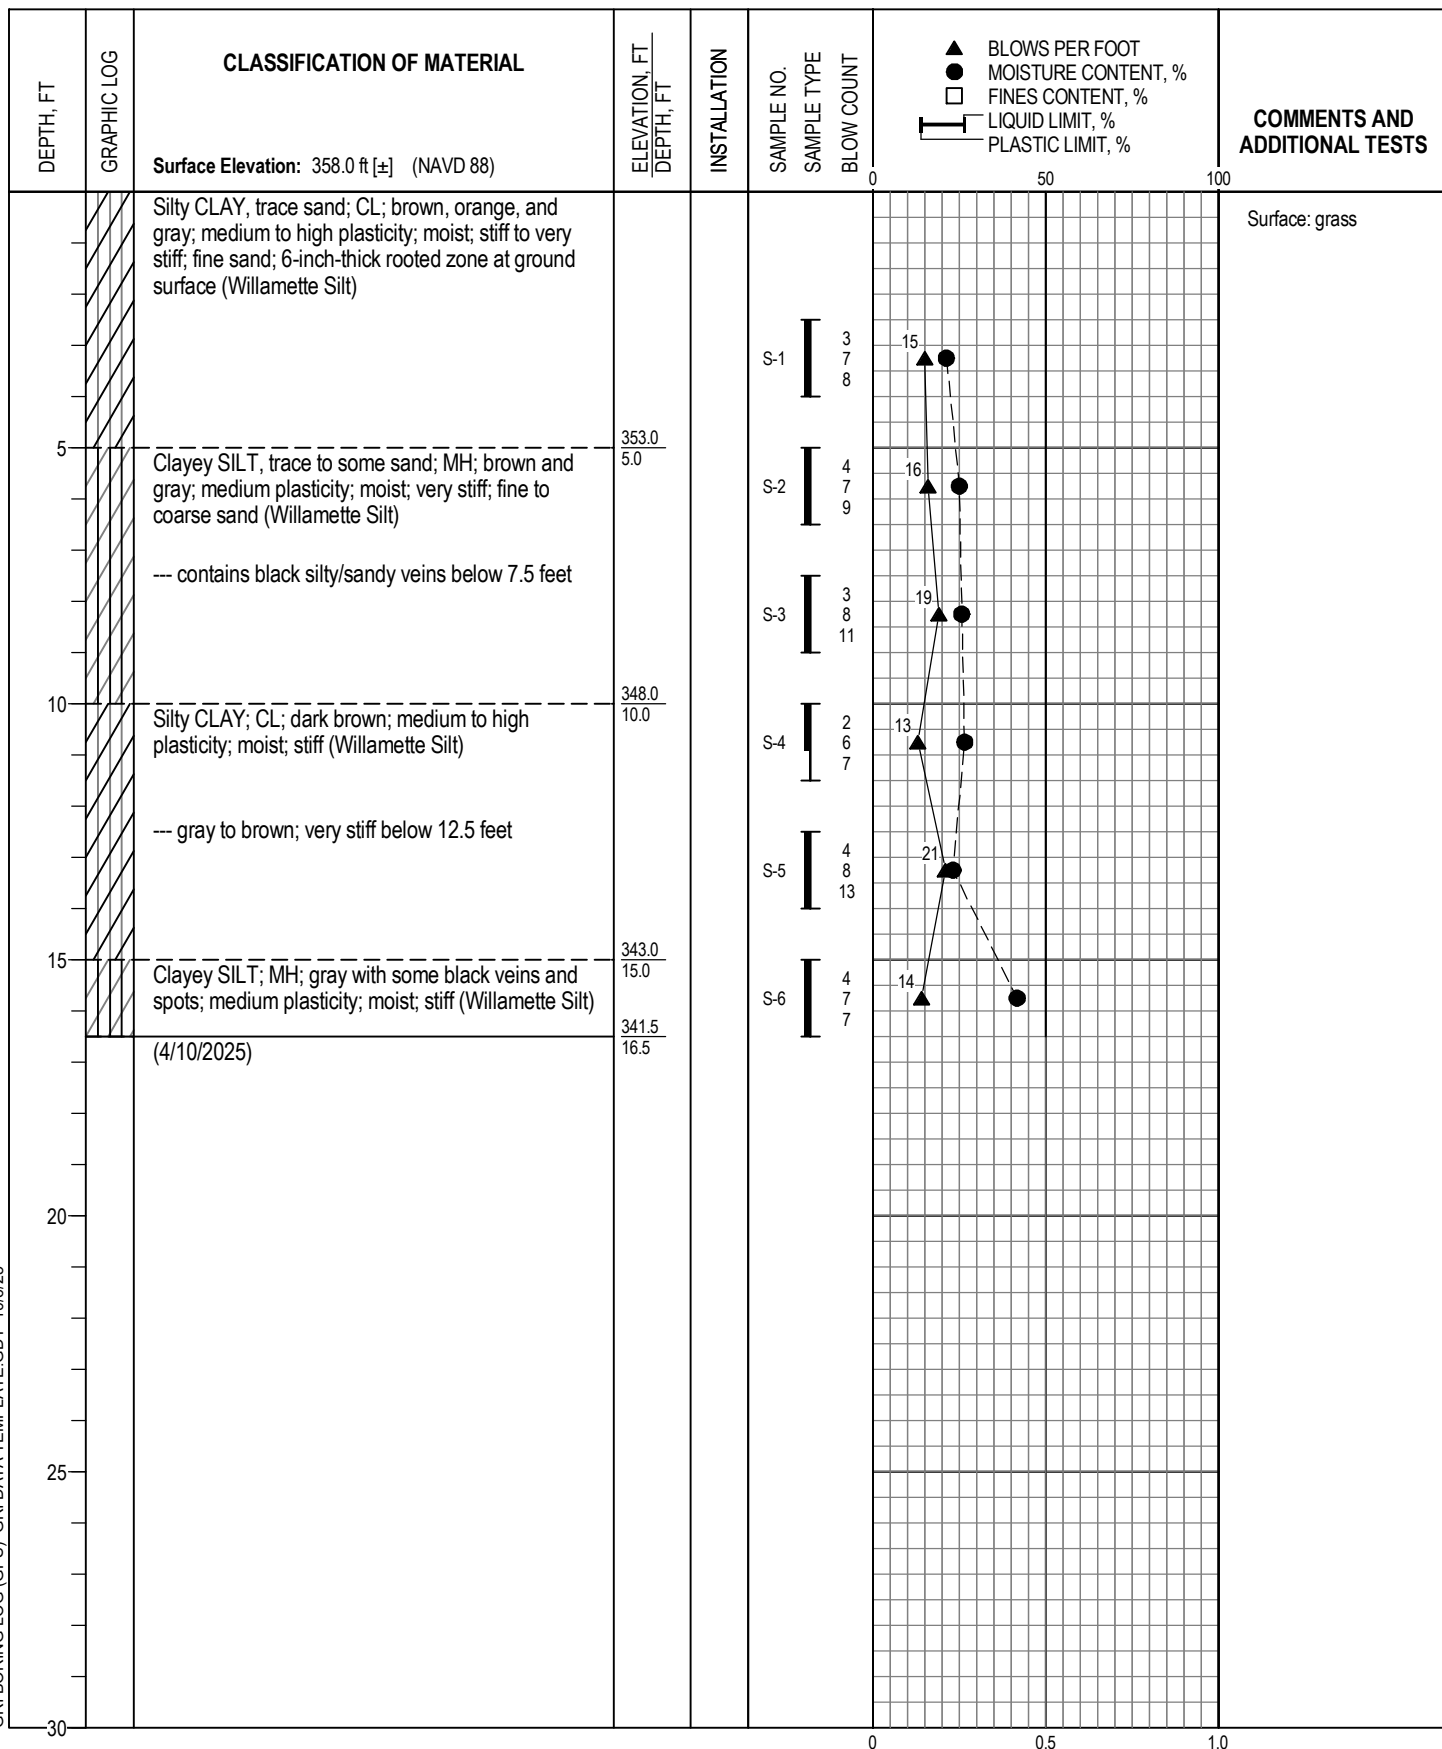 DEPTH, FT
GRAPHIC LOG
CLASSIFICATION OF MATERIAL
Surface Elevation: 358.0 ft [±] (NAVD 88)
ELEVATION, FT
DEPTH, FT
INSTALLATION
SAMPLE NO.
SAMPLE TYPE
BLOW COUNT
BLOWS PER FOOT
MOISTURE CONTENT, %
FINES CONTENT, %
LIQUID LIMIT, %
PLASTIC LIMIT, %
0 50 100
COMMENTS AND
ADDITIONAL TESTS
Silty CLAY, trace sand; CL; brown, orange, and
gray; medium to high plasticity; moist; stiff to very
stiff; fine sand; 6-inch-thick rooted zone at ground
surface (Willamette Silt)
Surface: grass
S-1
3
7
8
15
5
353.0
5.0
Clayey SILT, trace to some sand; MH; brown and
gray; medium plasticity; moist; very stiff; fine to
coarse sand (Willamette Silt)
S-2
4
7
9
16
--- contains black silty/sandy veins below 7.5 feet
S-3
3
8
11
19
10
348.0
10.0
Silty CLAY; CL; dark brown; medium to high
plasticity; moist; stiff (Willamette Silt)
S-4
2
6
7
13
--- gray to brown; very stiff below 12.5 feet
S-5
4
8
13
21
15
343.0
15.0
Clayey SILT; MH; gray with some black veins and
spots; medium plasticity; moist; stiff (Willamette Silt)
S-6
4
7
7
14
341.5
16.5
(4/10/2025)
20
25
30
0 0.5 1.0